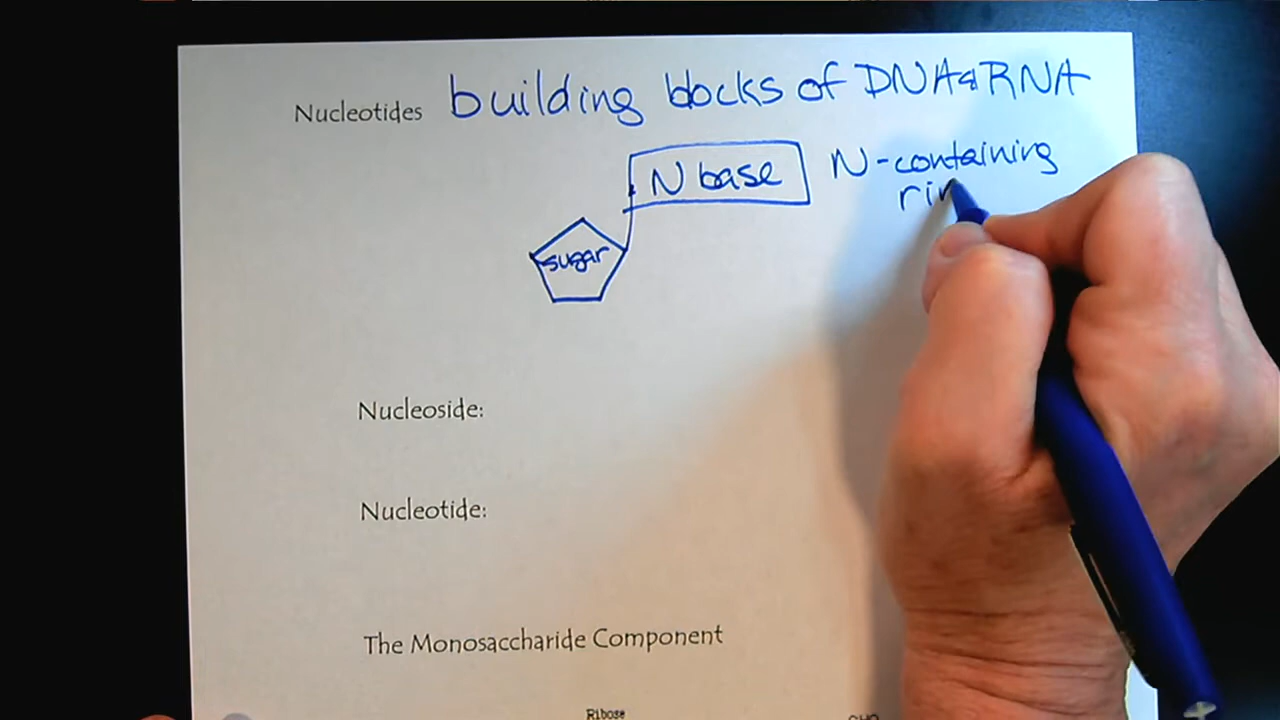 Nucleotides building blocks of DNA & RNA
N base
N-containing
sugar
Nucleoside:
Nucleotide:
The Monosaccharide Component
Ribose